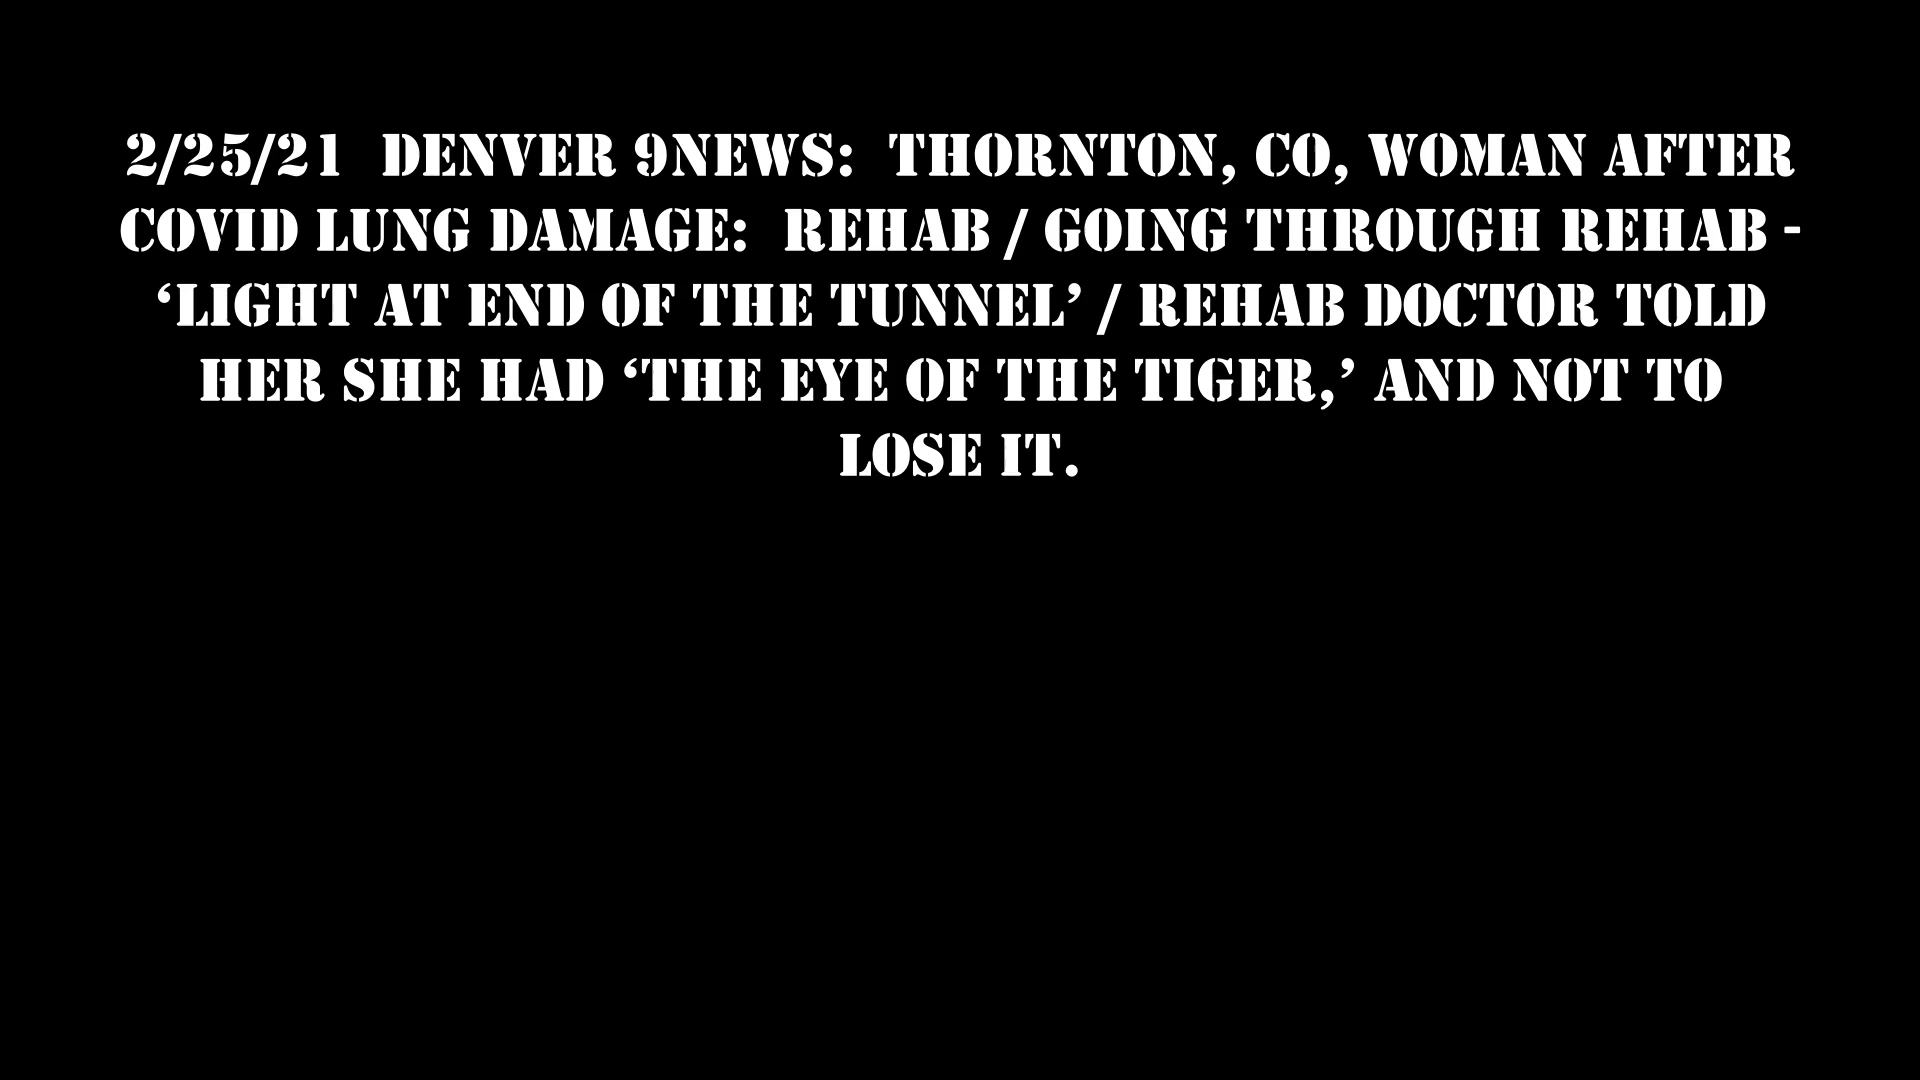 2/25/21  DENVER 9NEWS:  THORNTON, CO, WOMAN AFTER
COVID LUNG DAMAGE:  REHAB / GOING THROUGH REHAB -
‘LIGHT AT END OF THE TUNNEL’ / REHAB DOCTOR TOLD
HER SHE HAD ‘THE EYE OF THE TIGER,’ AND NOT TO
LOSE IT.